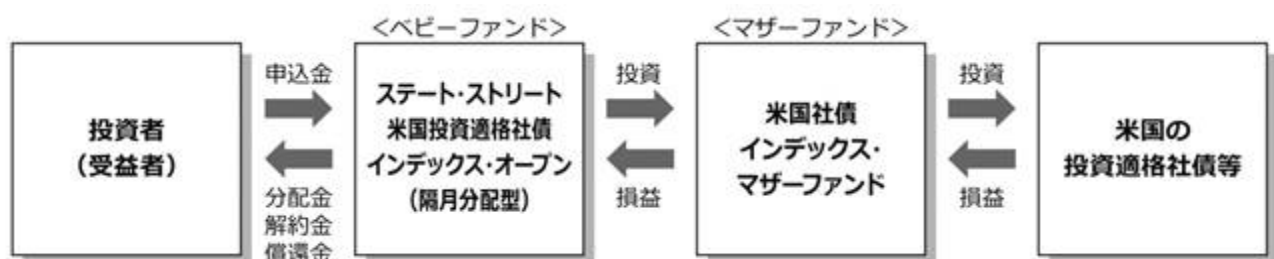 <ベビーファンド>
<マザーファンド>
投資者
(受益者)
申込金
分配金
解約金
償還金
ステート・ストリート
米国投資適格社債
インデックス・オープン
(隔月分配型)
投資
損益
米国社債
インデックス・
マザーファンド
投資
損益
米国の
投資適格社債等